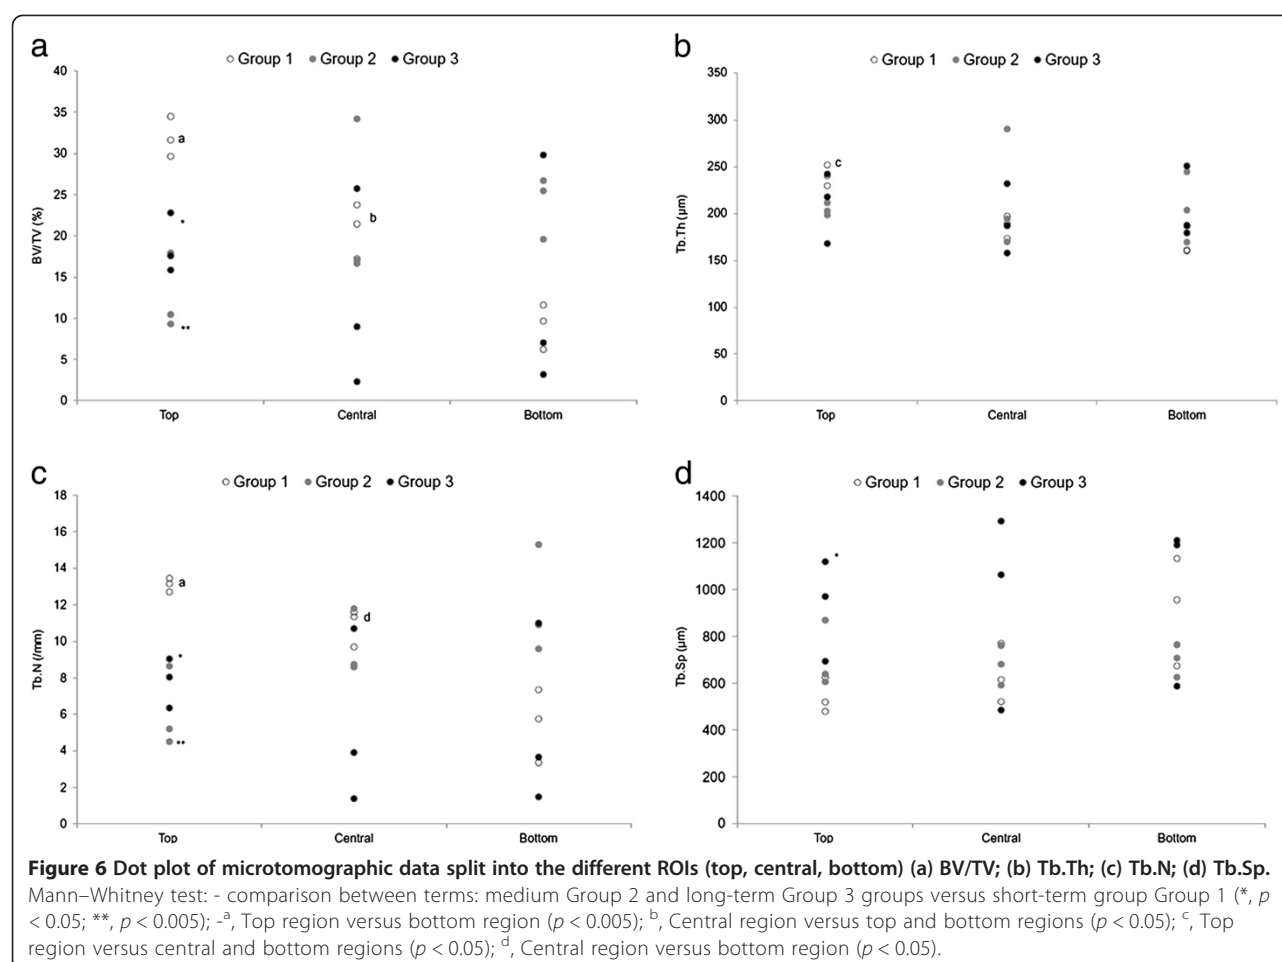 a
○ Group 1 ● Group 2 ● Group 3
40
35
30
25
20
15
10
5
0
BV/TV (%)
a
*
**
b
Top Central Bottom
b
○ Group 1 ● Group 2 ● Group 3
350
300
250
200
150
100
50
0
Tb.Th (µm)
c
Top Central Bottom
c
○ Group 1 ● Group 2 ● Group 3
18
16
14
12
10
8
6
4
2
0
Tb.N (/mm)
a
*
**
d
Top Central Bottom
d
○ Group 1 ● Group 2 ● Group 3
1400
1200
1000
800
600
400
200
0
Tb.Sp (µm)
*
Top Central Bottom
Figure 6 Dot plot of microtomographic data split into the different ROIs (top, central, bottom) (a) BV/TV; (b) Tb.Th; (c) Tb.N; (d) Tb.Sp.
Mann–Whitney test: - comparison between terms: medium Group 2 and long-term Group 3 groups versus short-term group Group 1 (*, p
< 0.05; **, p < 0.005); -a, Top region versus bottom region (p < 0.005); b, Central region versus top and bottom regions (p < 0.05); c, Top
region versus central and bottom regions (p < 0.05); d, Central region versus bottom region (p < 0.05).